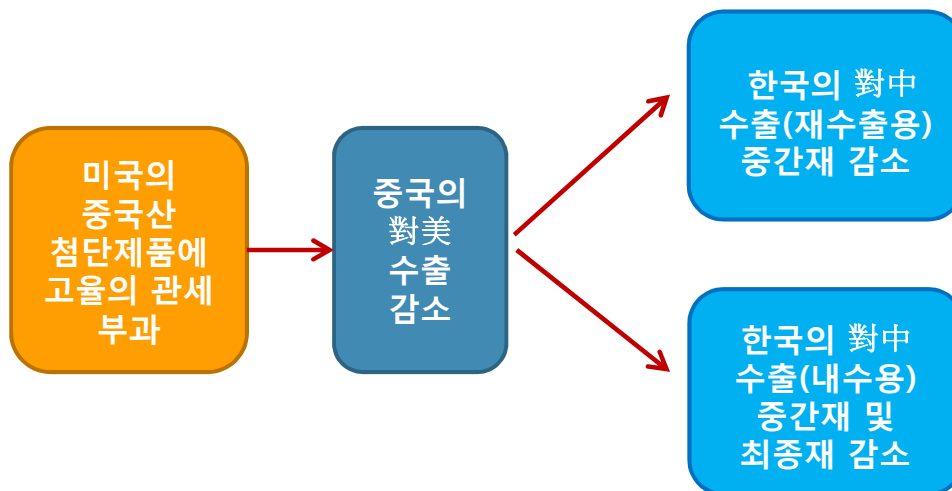 미국의
중국산
첨단제품에
고율의 관세
부과
중국의
對美
수출
감소
한국의 對中
수출(재수출용)
중간재 감소
한국의 對中
수출(내수용)
중간재 및
최종재 감소